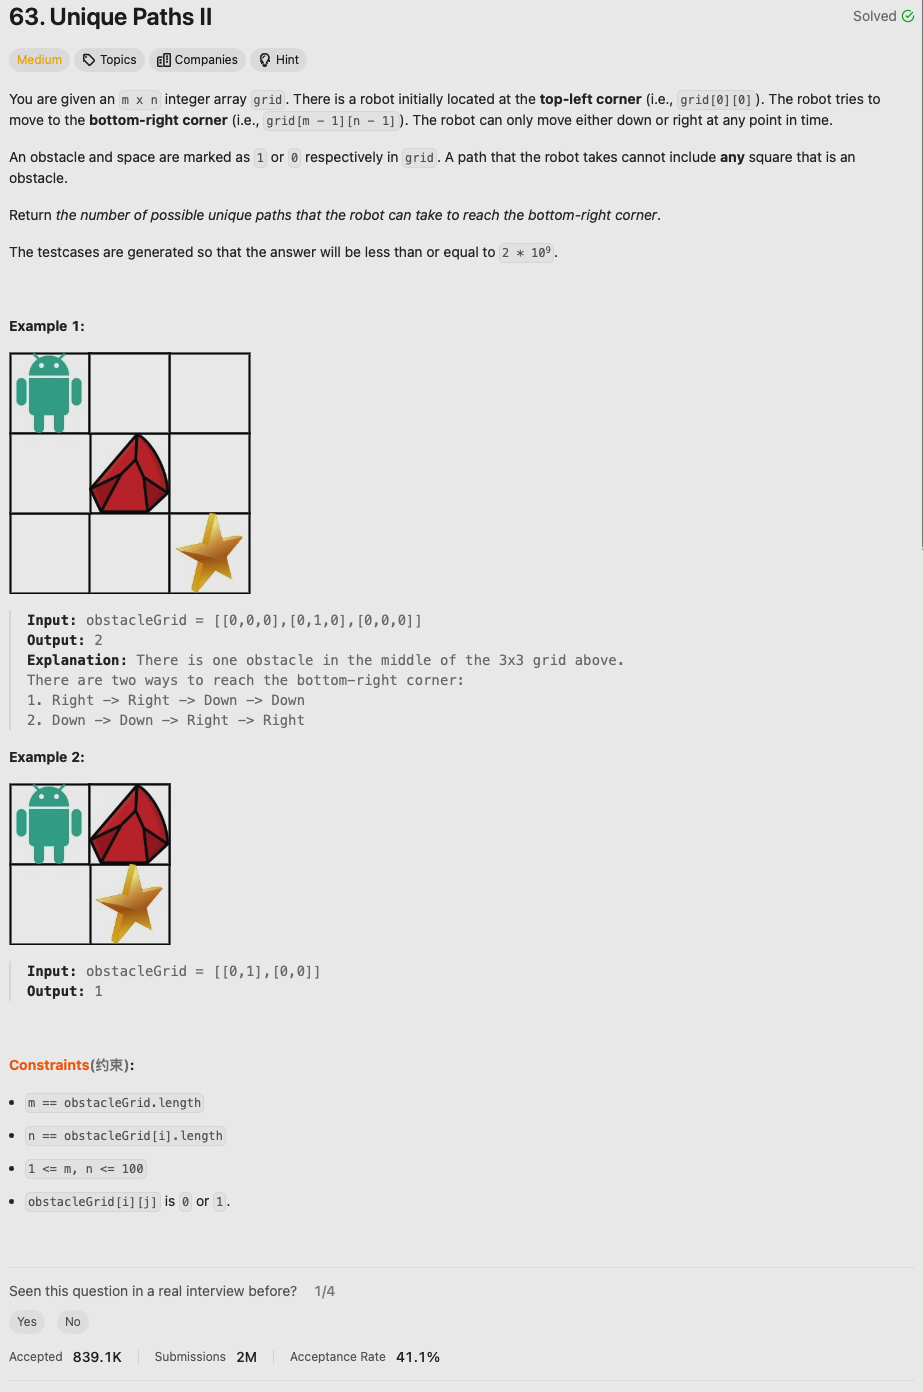 63. Unique Paths II
Solved
Medium Topics Companies Hint
You are given an m x n integer array grid. There is a robot initially located at the top-left corner (i.e., grid[0][0]). The robot tries to
move to the bottom-right corner (i.e., grid[m - 1][n - 1]). The robot can only move either down or right at any point in time.
An obstacle and space are marked as 1 or 0 respectively in grid. A path that the robot takes cannot include any square that is an
obstacle.
Return the number of possible unique paths that the robot can take to reach the bottom-right corner.
The testcases are generated so that the answer will be less than or equal to 2 * 10⁹.
Example 1:
Input: obstacleGrid = [[0,0,0],[0,1,0],[0,0,0]]
Output: 2
Explanation: There is one obstacle in the middle of the 3x3 grid above.
There are two ways to reach the bottom-right corner:
1. Right -> Right -> Down -> Down
2. Down -> Down -> Right -> Right
Example 2:
Input: obstacleGrid = [[0,1],[0,0]]
Output: 1
Constraints(约束):
• m == obstacleGrid.length
• n == obstacleGrid[i].length
• 1 <= m, n <= 100
• obstacleGrid[i][j] is 0 or 1.
Seen this question in a real interview before? 1/4
Yes No
Accepted 839.1K Submissions 2M Acceptance Rate 41.1%